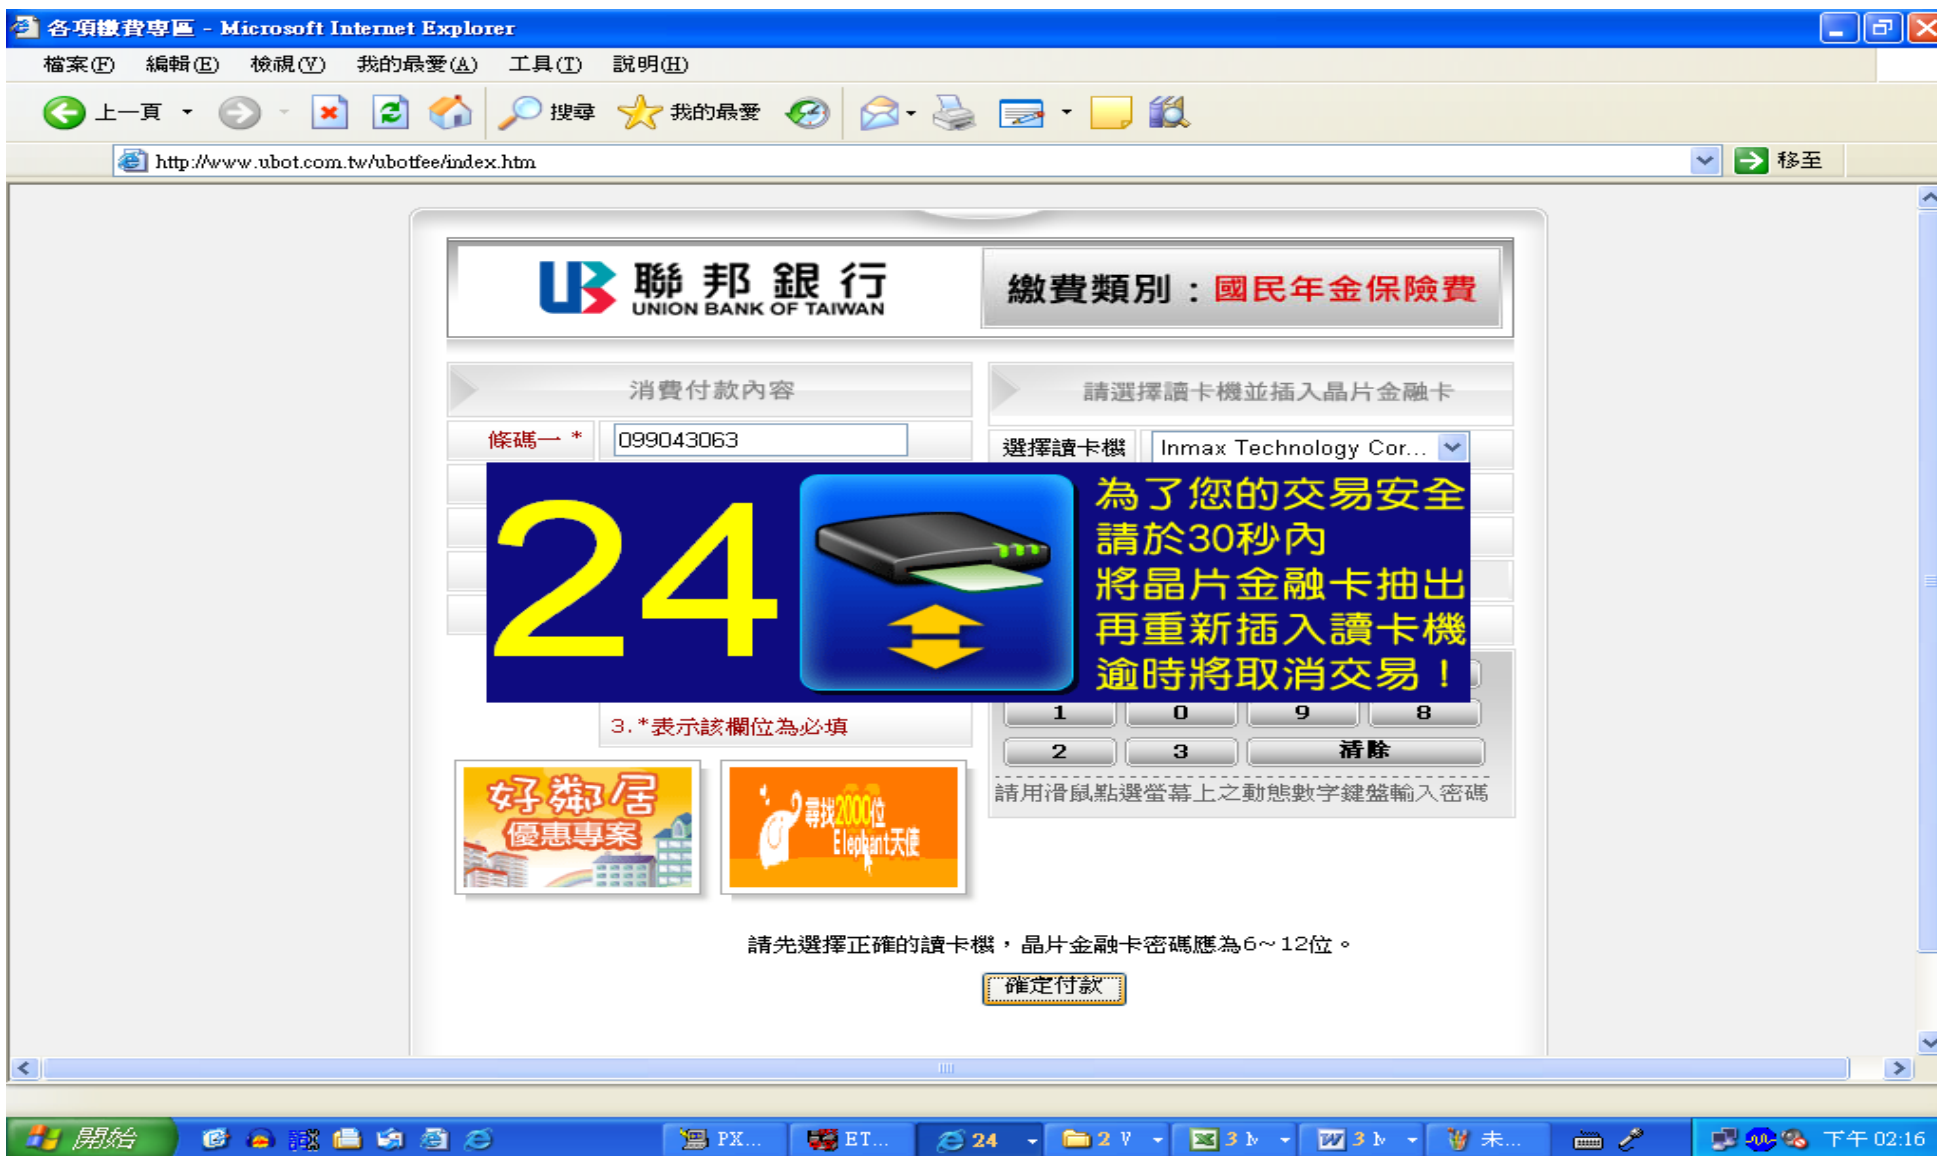 各項繳費專區 - Microsoft Internet Explorer
檔案(F) 編輯(E) 檢視(V) 我的最愛(A) 工具(T) 說明(H)
上一頁 搜尋 我的最愛
http://www.ubot.com.tw/ubotfee/index.htm 移至
聯邦銀行
UNION BANK OF TAIWAN
繳費類別：國民年金保險費
消費付款內容
請選擇讀卡機並插入晶片金融卡
條碼一 * 099043063
選擇讀卡機 Inmax Technology Cor...
24
為了您的交易安全
請於30秒內
將晶片金融卡抽出
再重新插入讀卡機
逾時將取消交易！
3.*表示該欄位為必填
1 0 9 8
2 3 清除
請用滑鼠點選螢幕上之動態數字鍵盤輸入密碼
好鄰居
優惠專案
尋找2000位
Elephant天使
請先選擇正確的讀卡機，晶片金融卡密碼應為6~12位。
確定付款
開始 PX... ET... 24 2 V 3 M 3 M 未... 下午 02:16